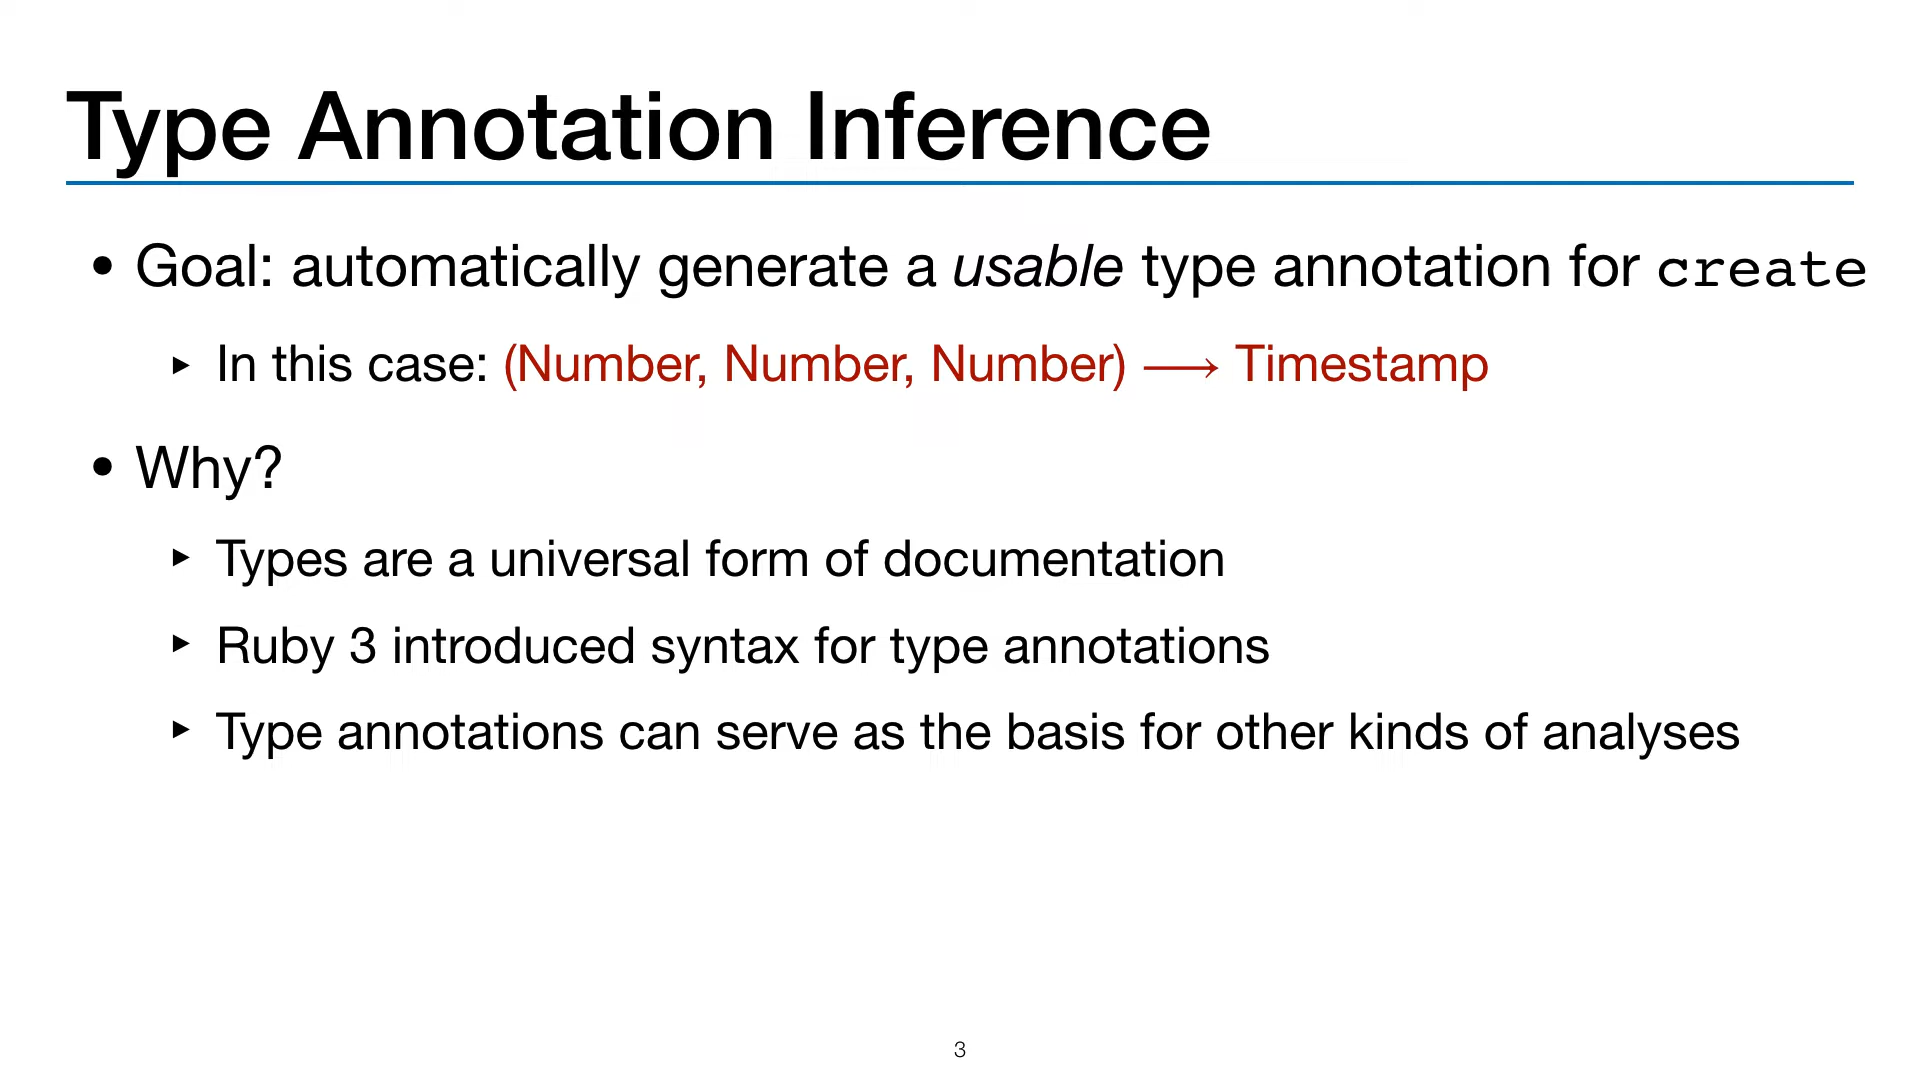 Type Annotation Inference
• Goal: automatically generate a usable type annotation for create
▸ In this case: (Number, Number, Number) ⟶ Timestamp
• Why?
▸ Types are a universal form of documentation
▸ Ruby 3 introduced syntax for type annotations
▸ Type annotations can serve as the basis for other kinds of analyses
3